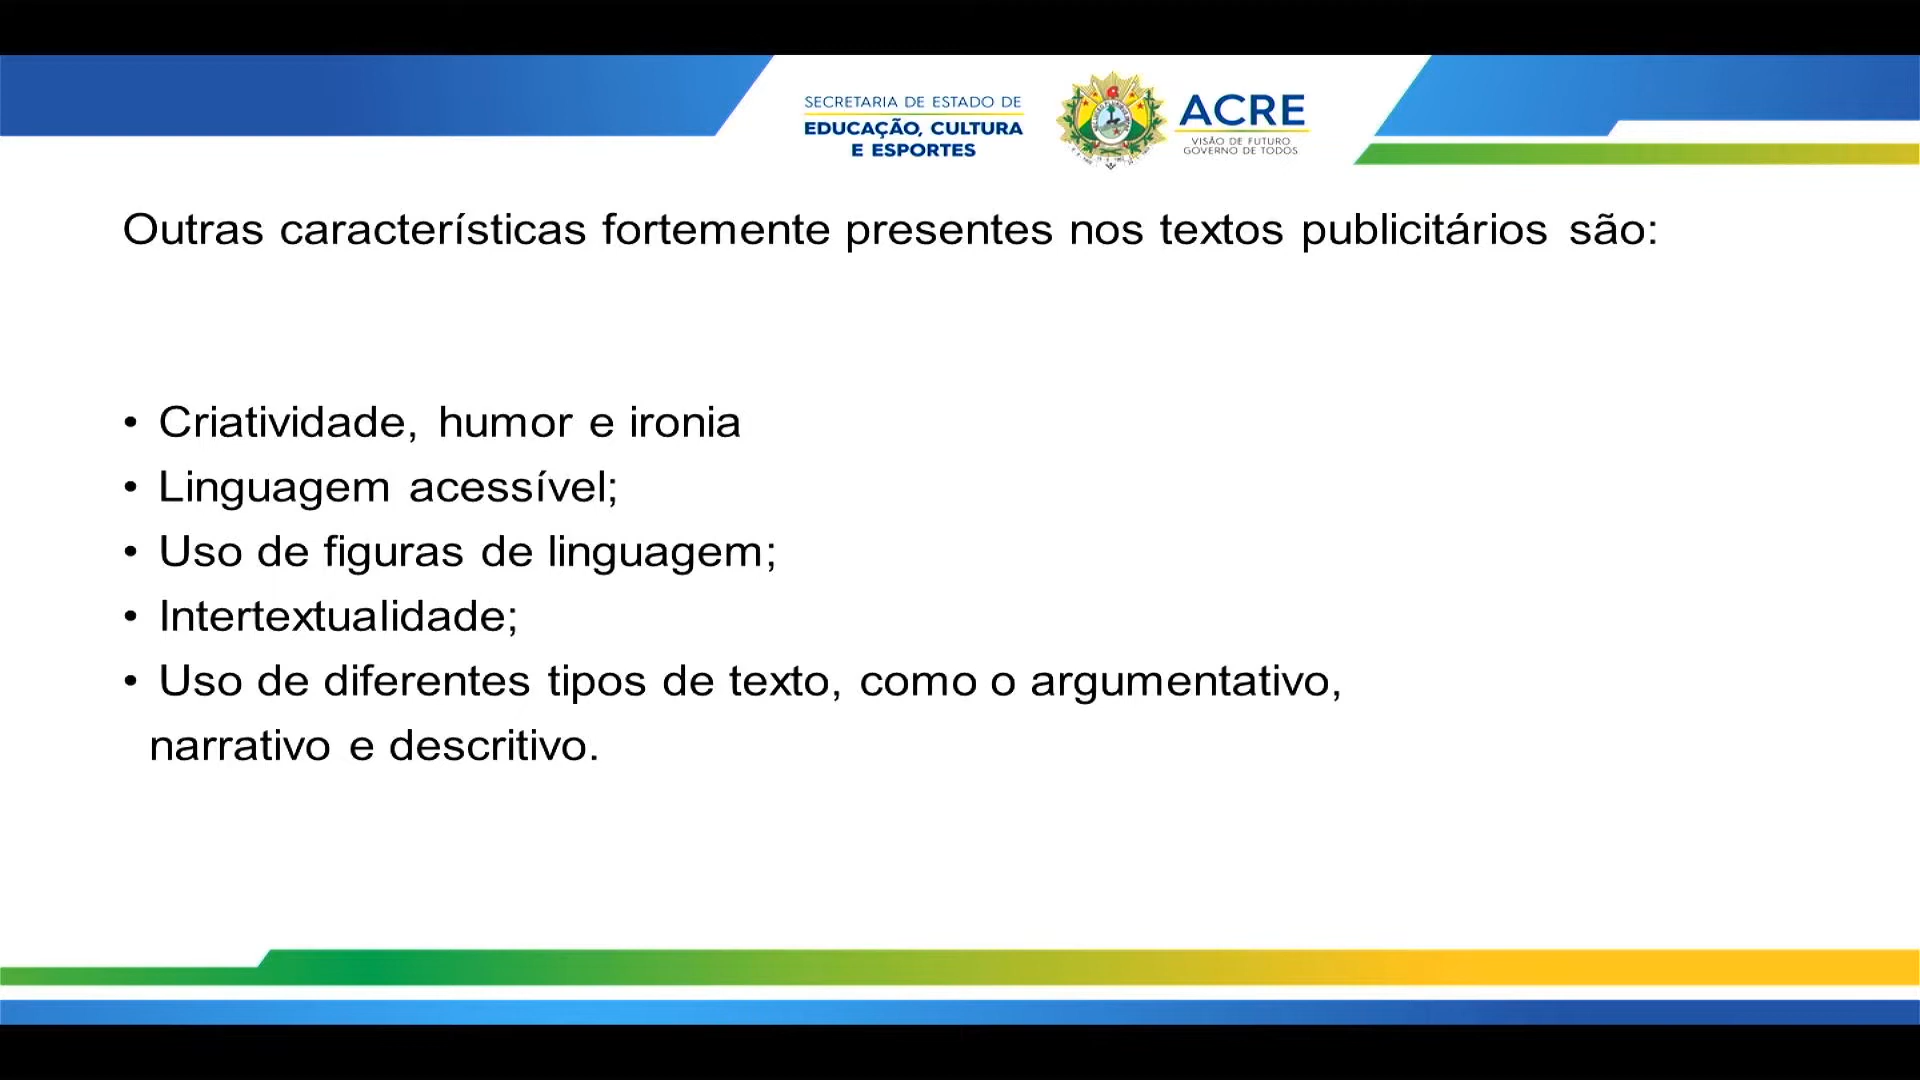 SECRETARIA DE ESTADO DE
EDUCAÇÃO, CULTURA
E ESPORTES
ACRE
VISÃO DE FUTURO
GOVERNO DE TODOS
Outras características fortemente presentes nos textos publicitários são:
• Criatividade, humor e ironia
• Linguagem acessível;
• Uso de figuras de linguagem;
• Intertextualidade;
• Uso de diferentes tipos de texto, como o argumentativo,
narrativo e descritivo.